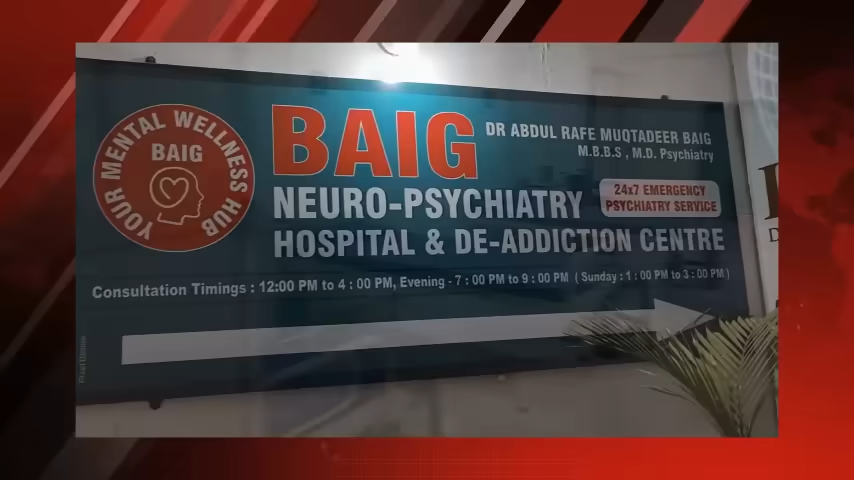 YOUR MENTAL WELLNESS HUB
BAIG
BAIG
DR ABDUL RAFE MUQTADEER BAIG
M.B.B.S , M.D. Psychiatry
NEURO-PSYCHIATRY
24x7 EMERGENCY
PSYCHIATRY SERVICE
HOSPITAL & DE-ADDICTION CENTRE
Consultation Timings : 12:00 PM to 4 : 00 PM, Evening - 7 : 00 PM to 9 : 00 PM ( Sunday : 1 : 00 PM to 3 : 00 PM )